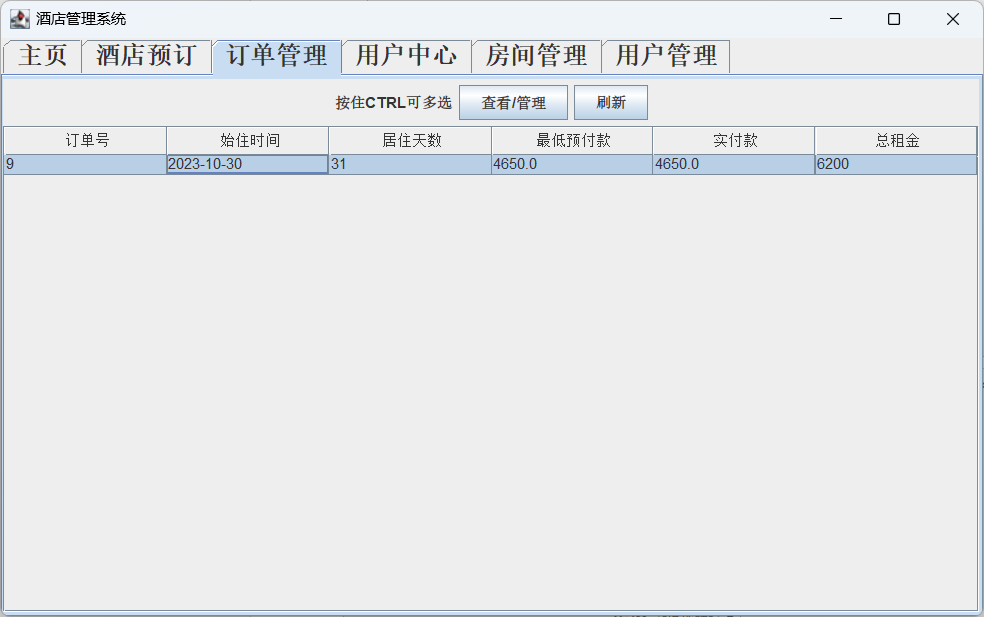 酒店管理系统
主页 酒店预订 订单管理 用户中心 房间管理 用户管理
按住CTRL可多选 查看/管理 刷新
订单号 始住时间 居住天数 最低预付款 实付款 总租金
9 2023-10-30 31 4650.0 4650.0 6200